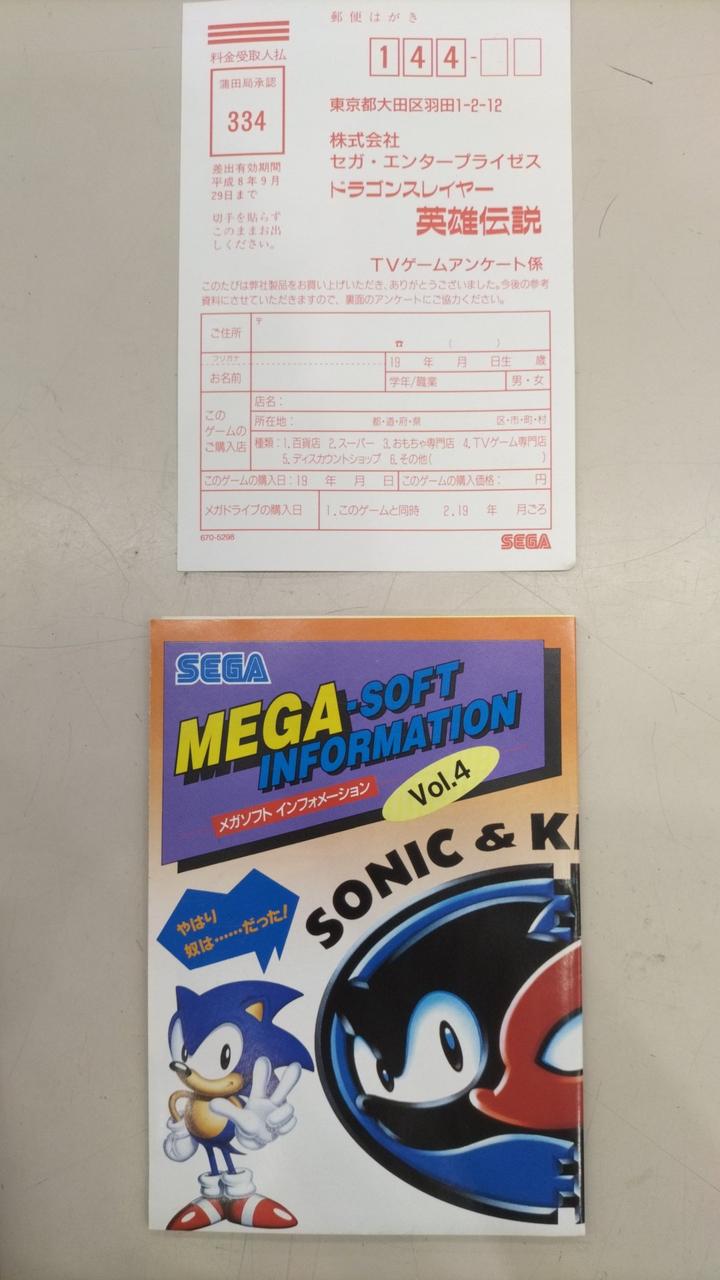 郵便はがき
料金受取人払
蒲田局承認
334
差出有効期間
平成8年9月
29日まで
切手を貼らず
このままお出
しください。
144-
東京都大田区羽田1-2-12
株式会社
セガ・エンタープライゼス
ドラゴンスレイヤー
英雄伝説
TVゲームアンケート係
このたびは弊社製品をお買い上げいただき、ありがとうございました。今後の参考
資料にさせていただきますので、裏面のアンケートにご協力ください。
ご住所
〒
☎ ( )
フリガナ
お名前
19 年 月 日生 歳
学年/職業
男・女
このゲームのご購入店
店名:
所在地: 都・道・府・県 区・市・町・村
種類:1.百貨店 2.スーパー 3.おもちゃ専門店 4.TVゲーム専門店
5.ディスカウントショップ 6.その他( )
このゲームの購入日:19 年 月 日
このゲームの購入価格: 円
メガドライブの購入日
1.このゲームと同時 2.19 年 月ごろ
670-5298
SEGA
SEGA
MEGA-SOFT
INFORMATION
メガソフト インフォメーション
Vol.4
SONIC & K
やはり
奴は……だった!